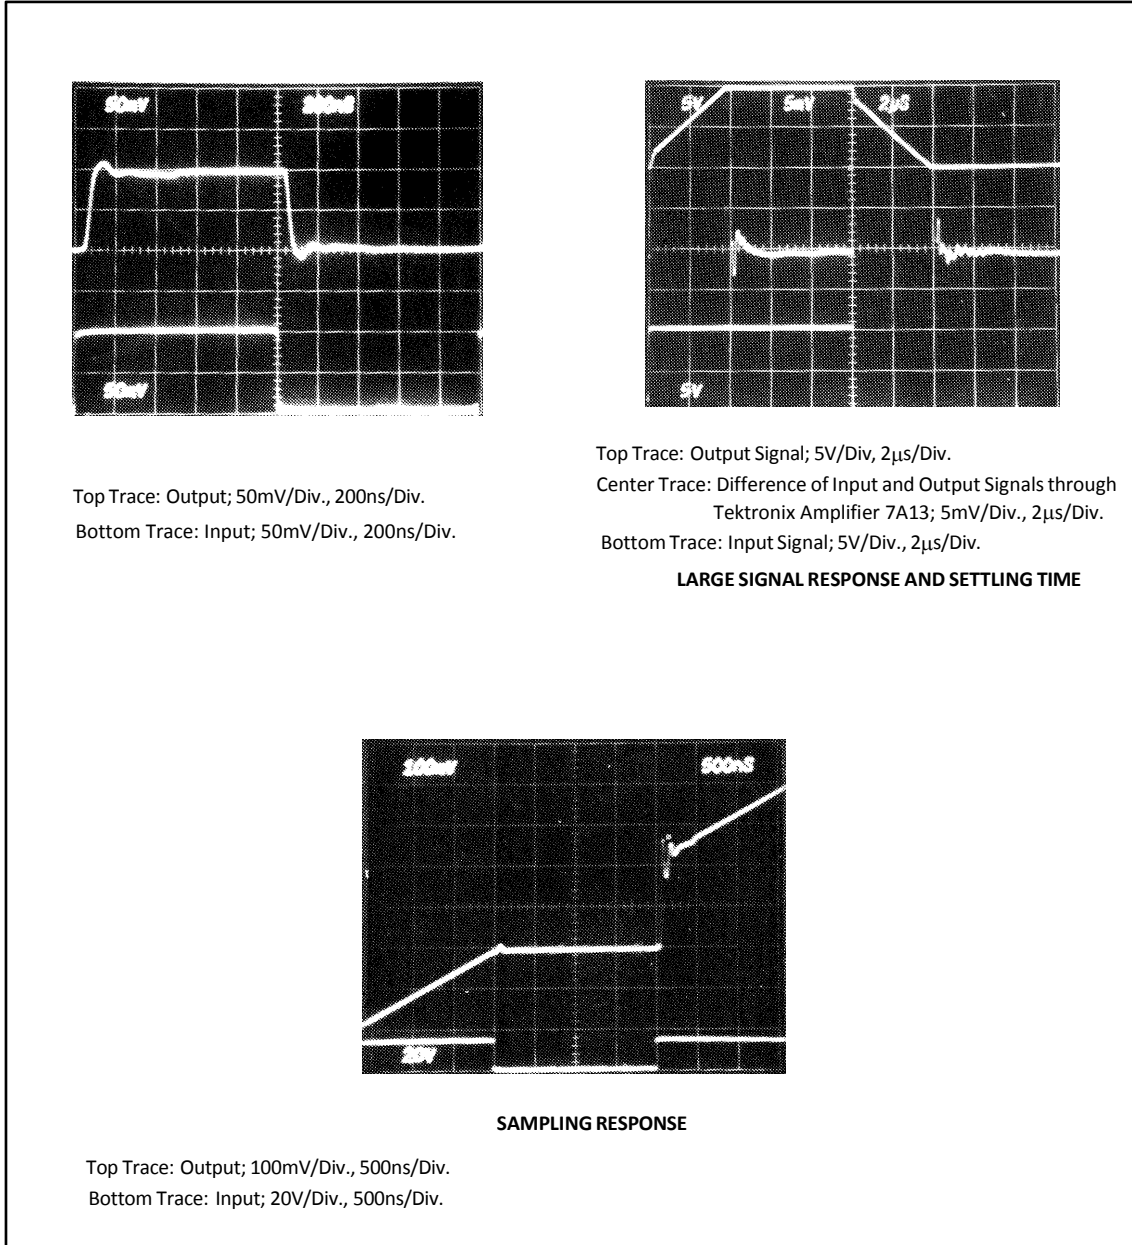 50mV 200nS
50mV
5V 5mV 2µS
5V
Top Trace: Output; 50mV/Div., 200ns/Div.
Bottom Trace: Input; 50mV/Div., 200ns/Div.
Top Trace: Output Signal; 5V/Div, 2µs/Div.
Center Trace: Difference of Input and Output Signals through
Tektronix Amplifier 7A13; 5mV/Div., 2µs/Div.
Bottom Trace: Input Signal; 5V/Div., 2µs/Div.
LARGE SIGNAL RESPONSE AND SETTLING TIME
100mV 500nS
20V
SAMPLING RESPONSE
Top Trace: Output; 100mV/Div., 500ns/Div.
Bottom Trace: Input; 20V/Div., 500ns/Div.